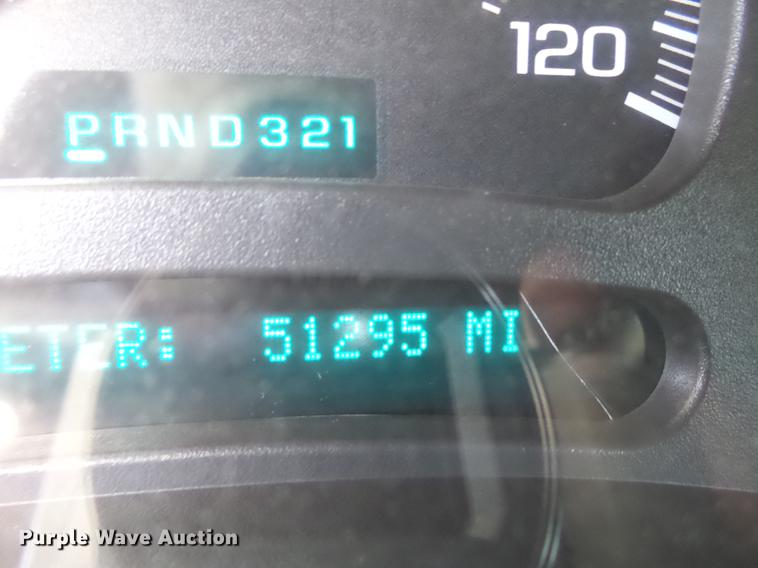 120
PRND321
ETER: 51295 MI
Purple Wave Auction